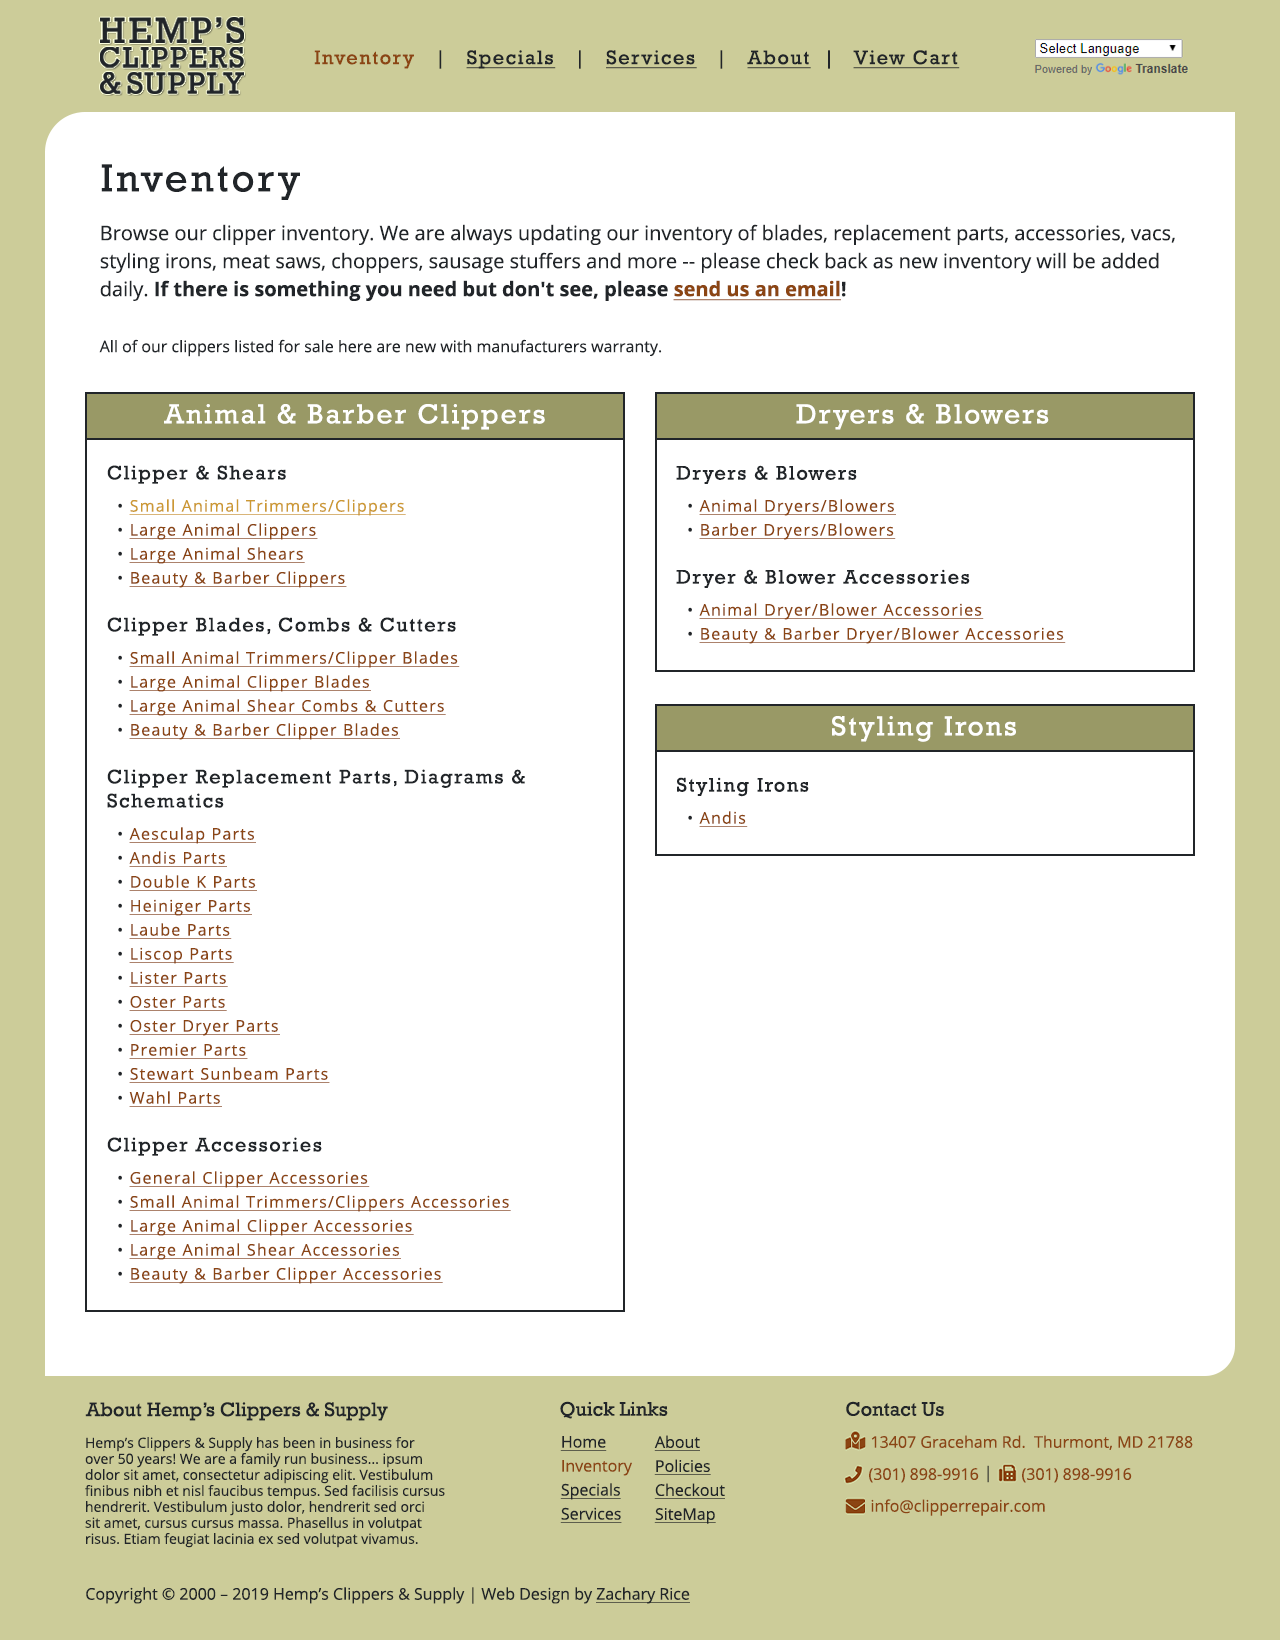 HEMP'S
CLIPPERS
& SUPPLY
Inventory | Specials | Services | About | View Cart
Select Language
Powered by Google Translate
Inventory
Browse our clipper inventory. We are always updating our inventory of blades, replacement parts, accessories, vacs,
styling irons, meat saws, choppers, sausage stuffers and more -- please check back as new inventory will be added
daily. If there is something you need but don't see, please send us an email!
All of our clippers listed for sale here are new with manufacturers warranty.
Animal & Barber Clippers
Clipper & Shears
• Small Animal Trimmers/Clippers
• Large Animal Clippers
• Large Animal Shears
• Beauty & Barber Clippers
Clipper Blades, Combs & Cutters
• Small Animal Trimmers/Clipper Blades
• Large Animal Clipper Blades
• Large Animal Shear Combs & Cutters
• Beauty & Barber Clipper Blades
Clipper Replacement Parts, Diagrams &
Schematics
• Aesculap Parts
• Andis Parts
• Double K Parts
• Heiniger Parts
• Laube Parts
• Liscop Parts
• Lister Parts
• Oster Parts
• Oster Dryer Parts
• Premier Parts
• Stewart Sunbeam Parts
• Wahl Parts
Clipper Accessories
• General Clipper Accessories
• Small Animal Trimmers/Clippers Accessories
• Large Animal Clipper Accessories
• Large Animal Shear Accessories
• Beauty & Barber Clipper Accessories
Dryers & Blowers
Dryers & Blowers
• Animal Dryers/Blowers
• Barber Dryers/Blowers
Dryer & Blower Accessories
• Animal Dryer/Blower Accessories
• Beauty & Barber Dryer/Blower Accessories
Styling Irons
Styling Irons
• Andis
About Hemp's Clippers & Supply
Hemp's Clippers & Supply has been in business for
over 50 years! We are a family run business... ipsum
dolor sit amet, consectetur adipiscing elit. Vestibulum
finibus nibh et nisl faucibus tempus. Sed facilisis cursus
hendrerit. Vestibulum justo dolor, hendrerit sed orci
sit amet, cursus cursus massa. Phasellus in volutpat
risus. Etiam feugiat lacinia ex sed volutpat vivamus.
Quick Links
Home
Inventory
Specials
Services
About
Policies
Checkout
SiteMap
Contact Us
13407 Graceham Rd. Thurmont, MD 21788
(301) 898-9916 | (301) 898-9916
info@clipperrepair.com
Copyright © 2000 – 2019 Hemp's Clippers & Supply | Web Design by Zachary Rice